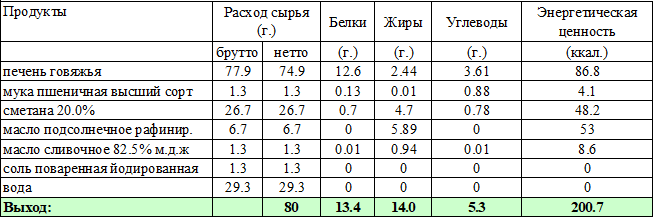 Продукты Расход сырья Белки Жиры Углеводы Энергетическая
(г.) ценность
брутто нетто (г.) (г.) (г.) (ккал.)
печень говяжья 77.9 74.9 12.6 2.44 3.61 86.8
мука пшеничная высший сорт 1.3 1.3 0.13 0.01 0.88 4.1
сметана 20.0% 26.7 26.7 0.7 4.7 0.78 48.2
масло подсолнечное рафинир. 6.7 6.7 0 5.89 0 53
масло сливочное 82.5% м.д.ж 1.3 1.3 0.01 0.94 0.01 8.6
соль поваренная йодированная 1.3 1.3 0 0 0 0
вода 29.3 29.3 0 0 0 0
Выход: 80 13.4 14.0 5.3 200.7